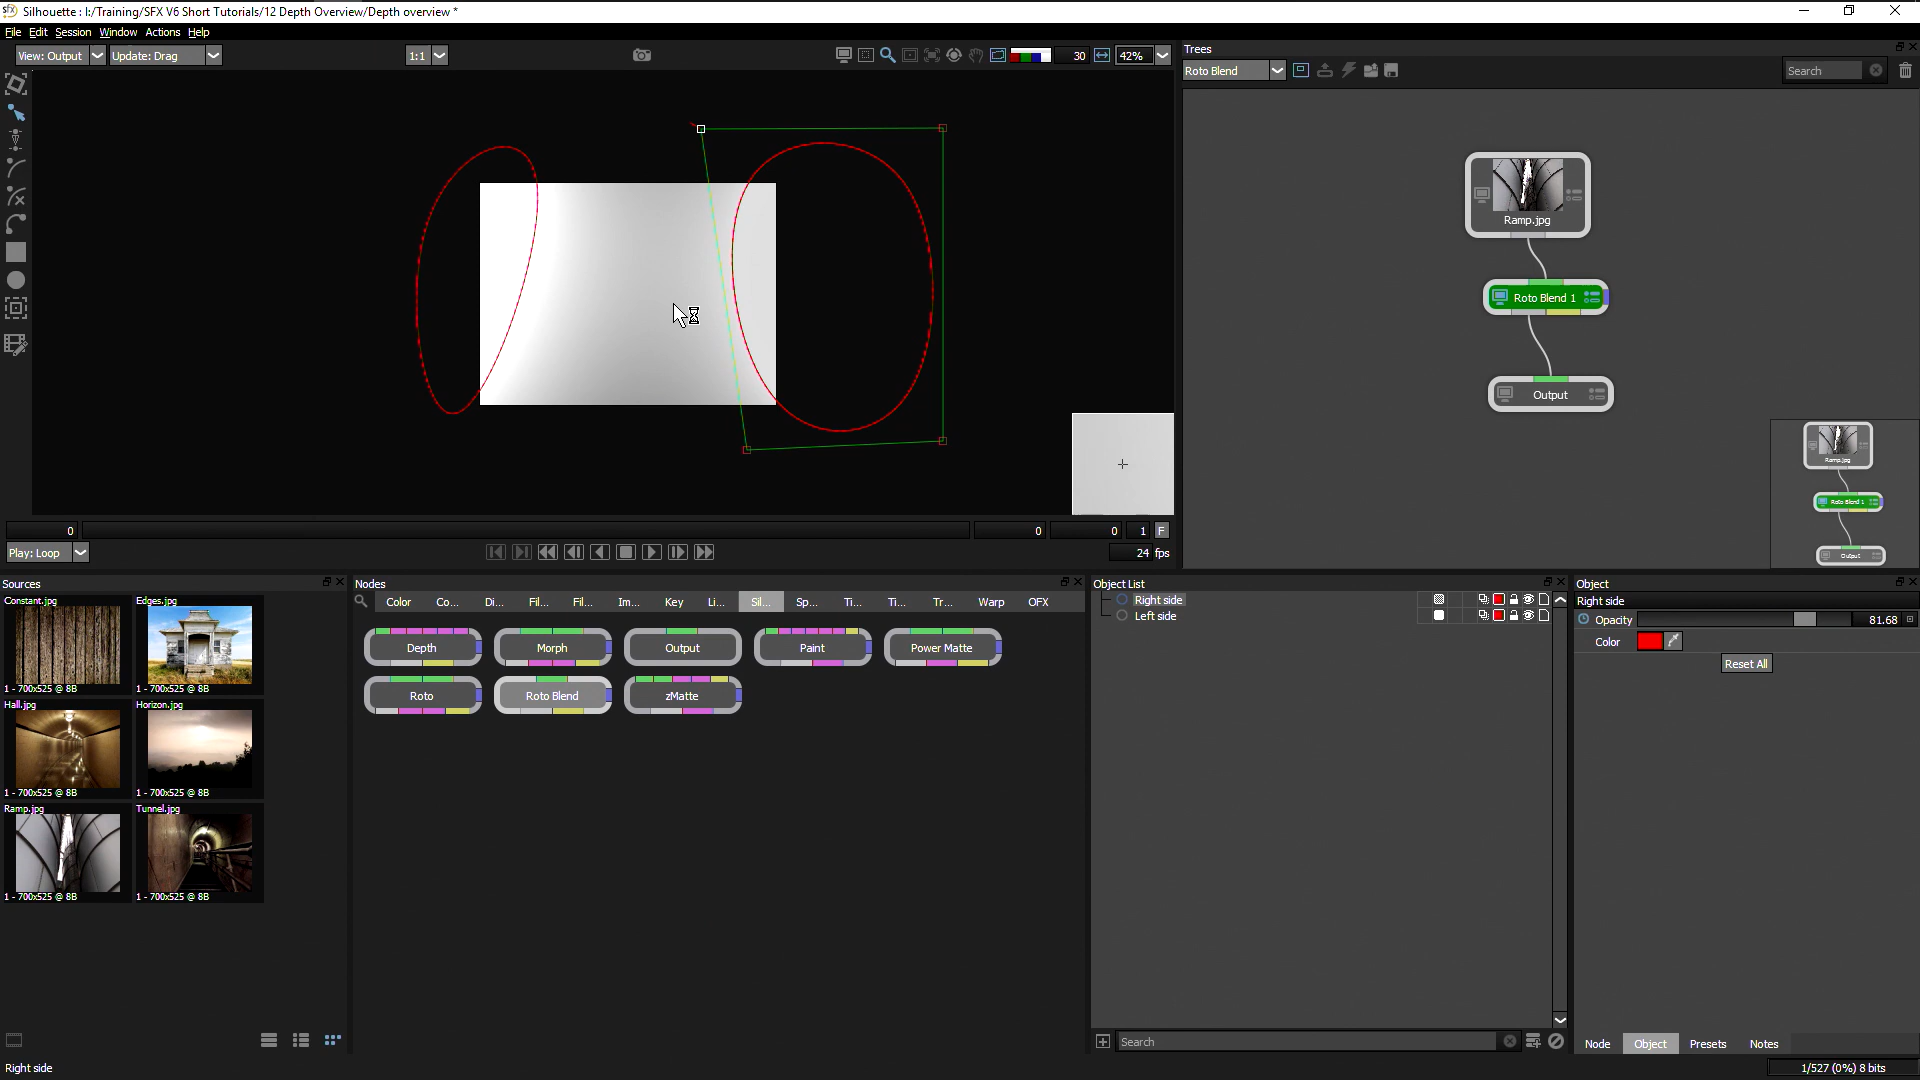 Silhouette : I:/Training/SFX V6 Short Tutorials/12 Depth Overview/Depth overview *
File Edit Session Window Actions Help
View: Output Update: Drag 1:1 30 42%
Trees
Roto Blend Search
Ramp.jpg
Roto Blend 1
Output
Ramp.jpg
Roto Blend 1
Output
0 0 0 1 F
Play: Loop 24 fps
Sources
Constant.jpg Edges.jpg
1 - 700x525 @ 8B 1 - 700x525 @ 8B
Hall.jpg Horizon.jpg
1 - 700x525 @ 8B 1 - 700x525 @ 8B
Ramp.jpg Tunnel.jpg
1 - 700x525 @ 8B 1 - 700x525 @ 8B
Nodes
Color Co... Di... Fil... Fil... Im... Key Li... Sil... Sp... Ti... Ti... Tr... Warp OFX
Depth Morph Output Paint Power Matte
Roto Roto Blend zMatte
Object List
Right side
Left side
Search
Object
Right side
Opacity 81.68
Color
Reset All
Node Object Presets Notes
Right side 1/527 (0%) 8 bits